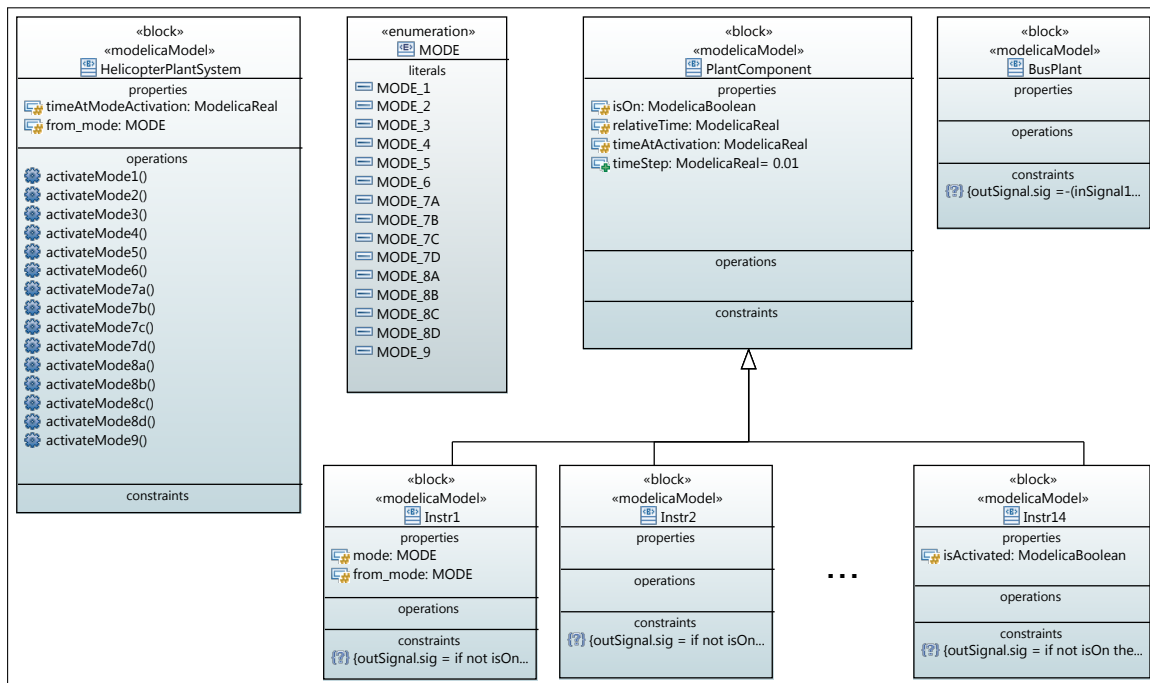 «block»
«modelicaModel»
HelicopterPlantSystem
properties
timeAtModeActivation: ModelicaReal
from_mode: MODE
operations
activateMode1()
activateMode2()
activateMode3()
activateMode4()
activateMode5()
activateMode6()
activateMode7a()
activateMode7b()
activateMode7c()
activateMode7d()
activateMode8a()
activateMode8b()
activateMode8c()
activateMode8d()
activateMode9()
constraints
«enumeration»
MODE
literals
MODE_1
MODE_2
MODE_3
MODE_4
MODE_5
MODE_6
MODE_7A
MODE_7B
MODE_7C
MODE_7D
MODE_8A
MODE_8B
MODE_8C
MODE_8D
MODE_9
«block»
«modelicaModel»
PlantComponent
properties
isOn: ModelicaBoolean
relativeTime: ModelicaReal
timeAtActivation: ModelicaReal
timeStep: ModelicaReal= 0.01
operations
constraints
«block»
«modelicaModel»
BusPlant
properties
operations
constraints
{outSignal.sig =-(inSignal1...
«block»
«modelicaModel»
Instr1
properties
mode: MODE
from_mode: MODE
operations
constraints
{outSignal.sig = if not isOn...
«block»
«modelicaModel»
Instr2
properties
operations
constraints
{outSignal.sig = if not isOn...
...
«block»
«modelicaModel»
Instr14
properties
isActivated: ModelicaBoolean
operations
constraints
{outSignal.sig = if not isOn the...